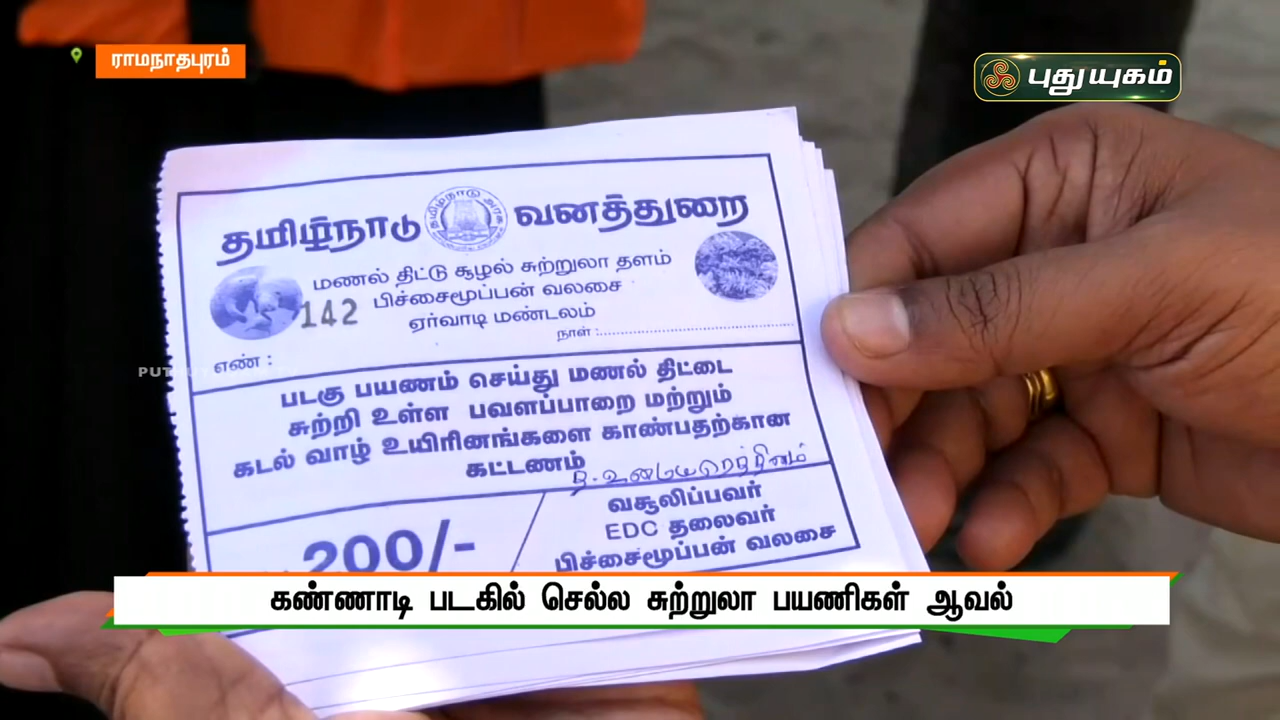 ராமநாதபுரம்
புதுயுகம்
தமிழ்நாடு வனத்துறை
தமிழ்நாடு அரசு
மணல் திட்டு சூழல் சுற்றுலா தளம்
142 பிச்சைமூப்பன் வலசை
ஏர்வாடி மண்டலம்
நாள் :
எண் :
படகு பயணம் செய்து மணல் திட்டை
சுற்றி உள்ள பவளப்பாறை மற்றும்
கடல் வாழ் உயிரினங்களை காண்பதற்கான
கட்டணம்
200/-
வசூலிப்பவர்
EDC தலைவர்
பிச்சைமூப்பன் வலசை
கண்ணாடி படகில் செல்ல சுற்றுலா பயணிகள் ஆவல்